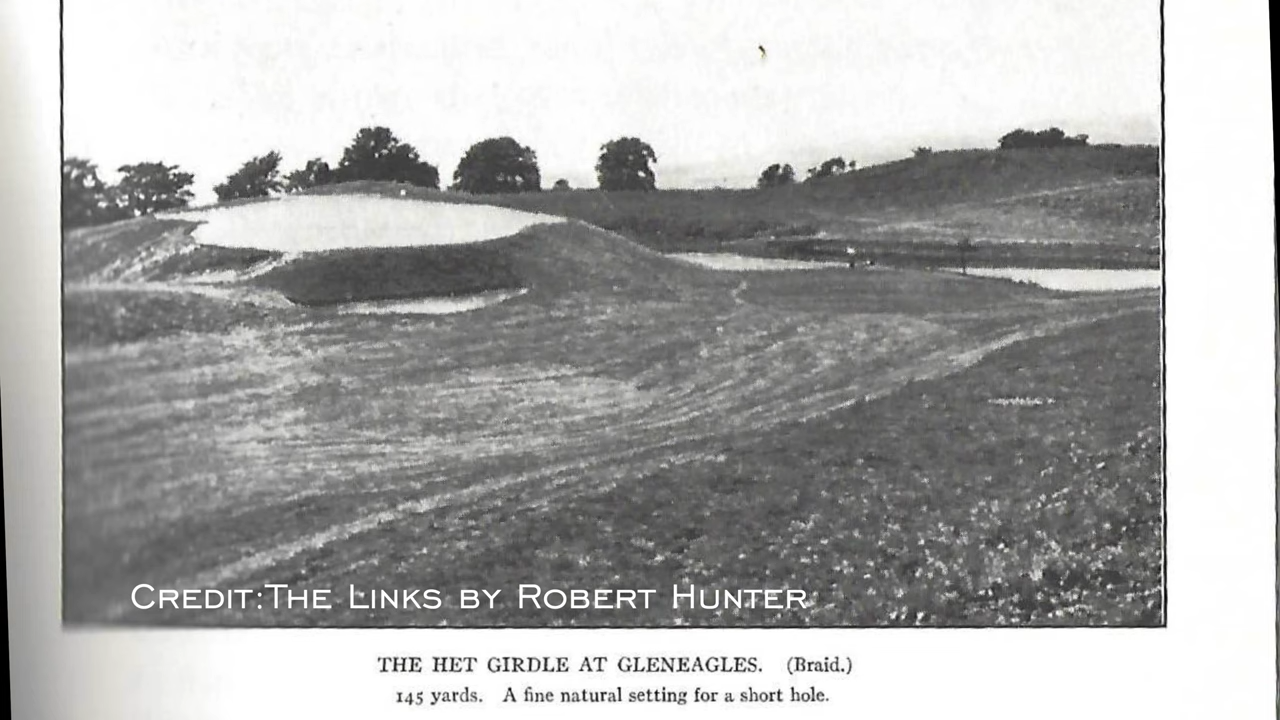 Credit:The Links by Robert Hunter
THE HET GIRDLE AT GLENEAGLES. (Braid.)
145 yards. A fine natural setting for a short hole.